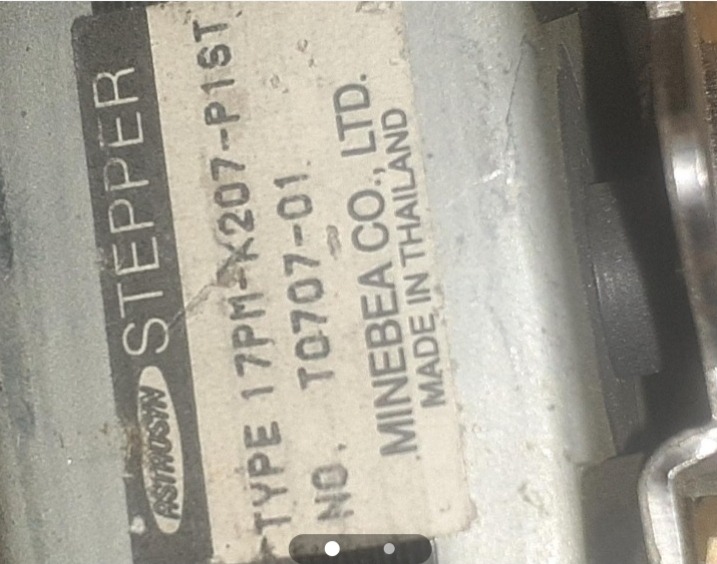 ASTROSYN STEPPER
TYPE 17PM-K207-P1ST
NO. T0707-01
MINEBEA CO., LTD.
MADE IN THAILAND